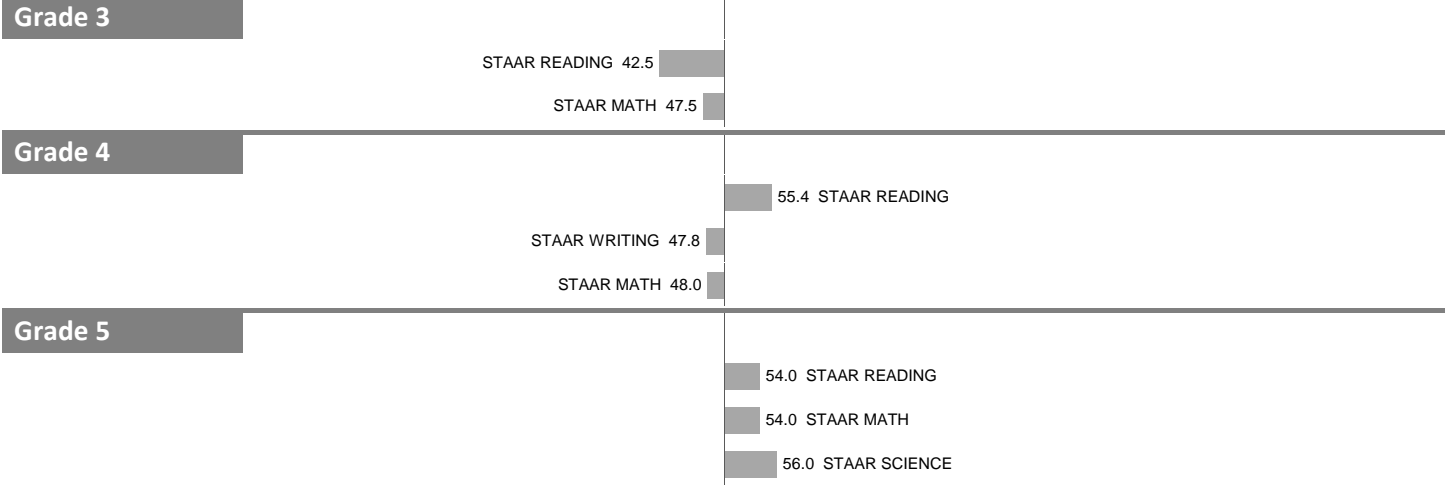 Grade 3
STAAR READING 42.5
STAAR MATH 47.5
Grade 4
55.4 STAAR READING
STAAR WRITING 47.8
STAAR MATH 48.0
Grade 5
54.0 STAAR READING
54.0 STAAR MATH
56.0 STAAR SCIENCE